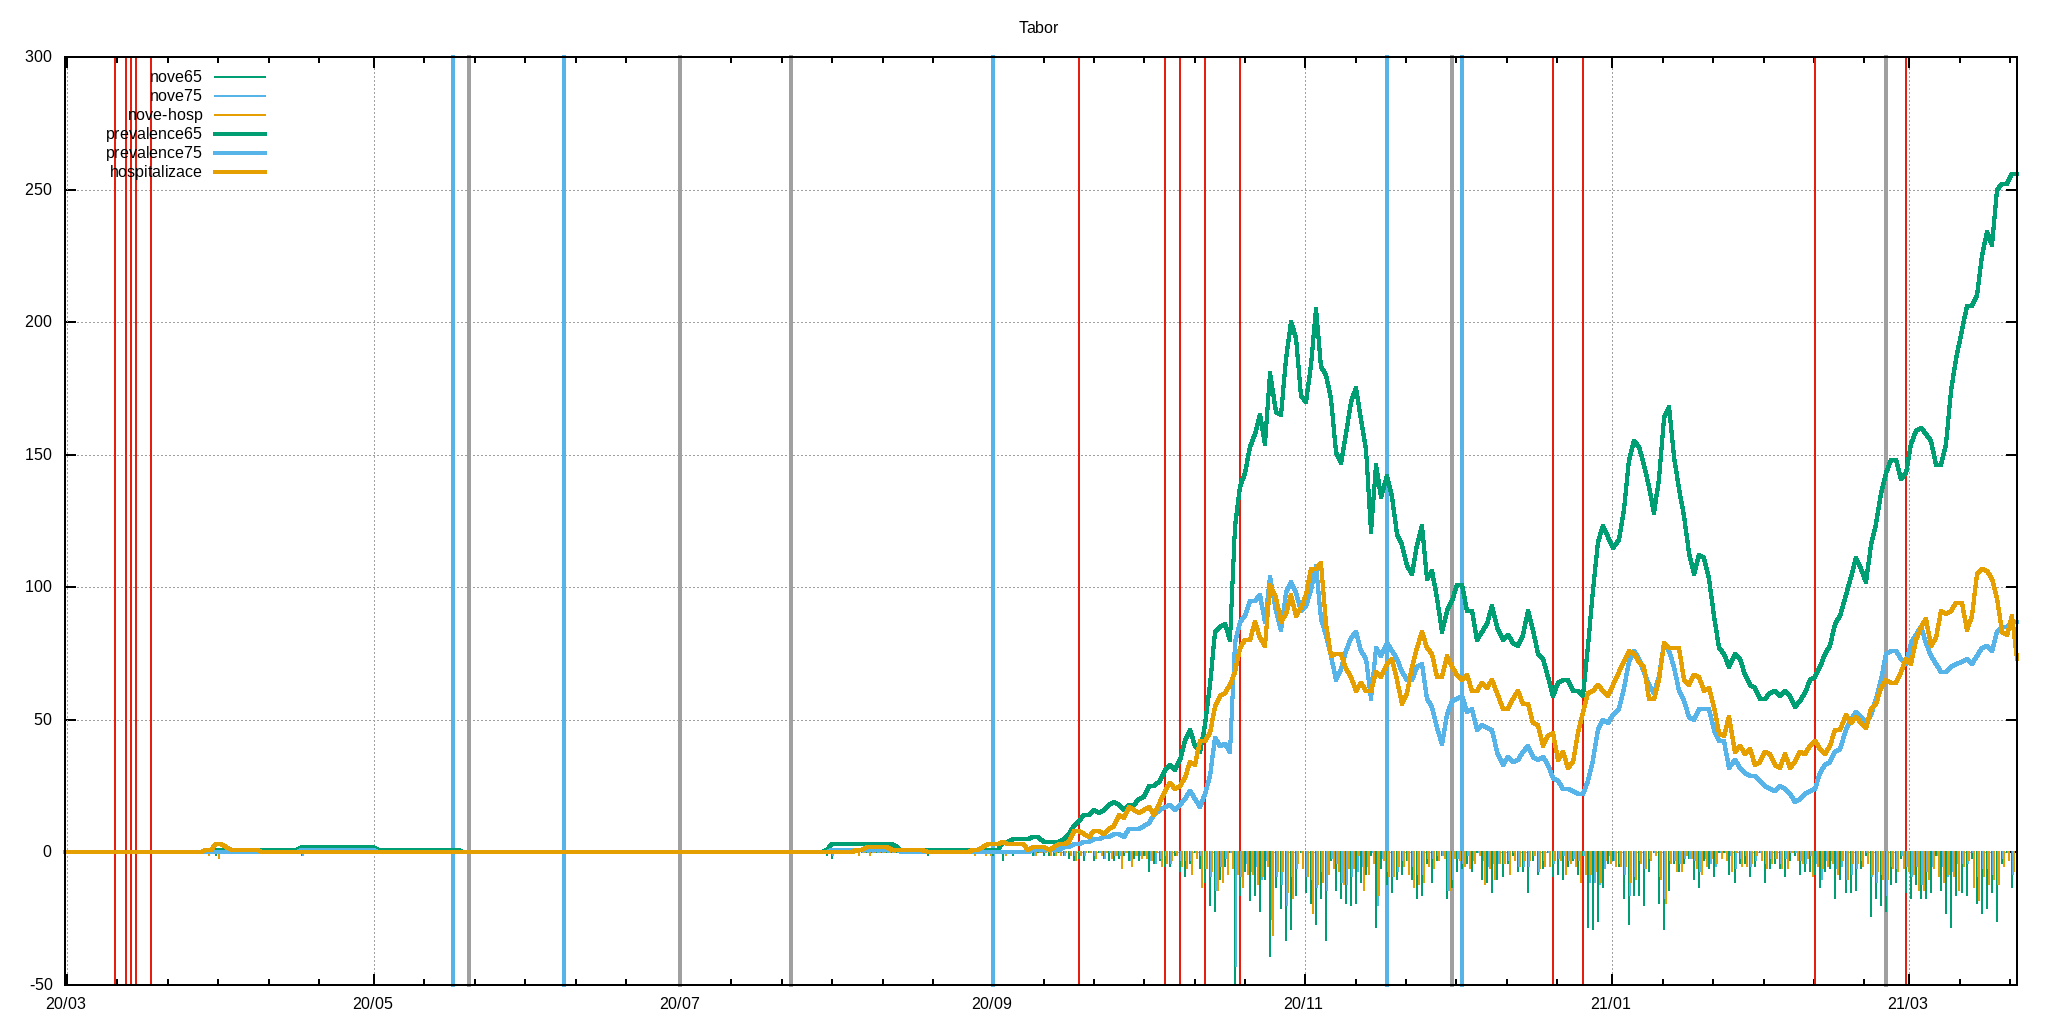 Tabor
300
250
200
150
100
50
0
-50
nove65
nove75
nove-hosp
prevalence65
prevalence75
hospitalizace
20/03 20/05 20/07 20/09 20/11 21/01 21/03